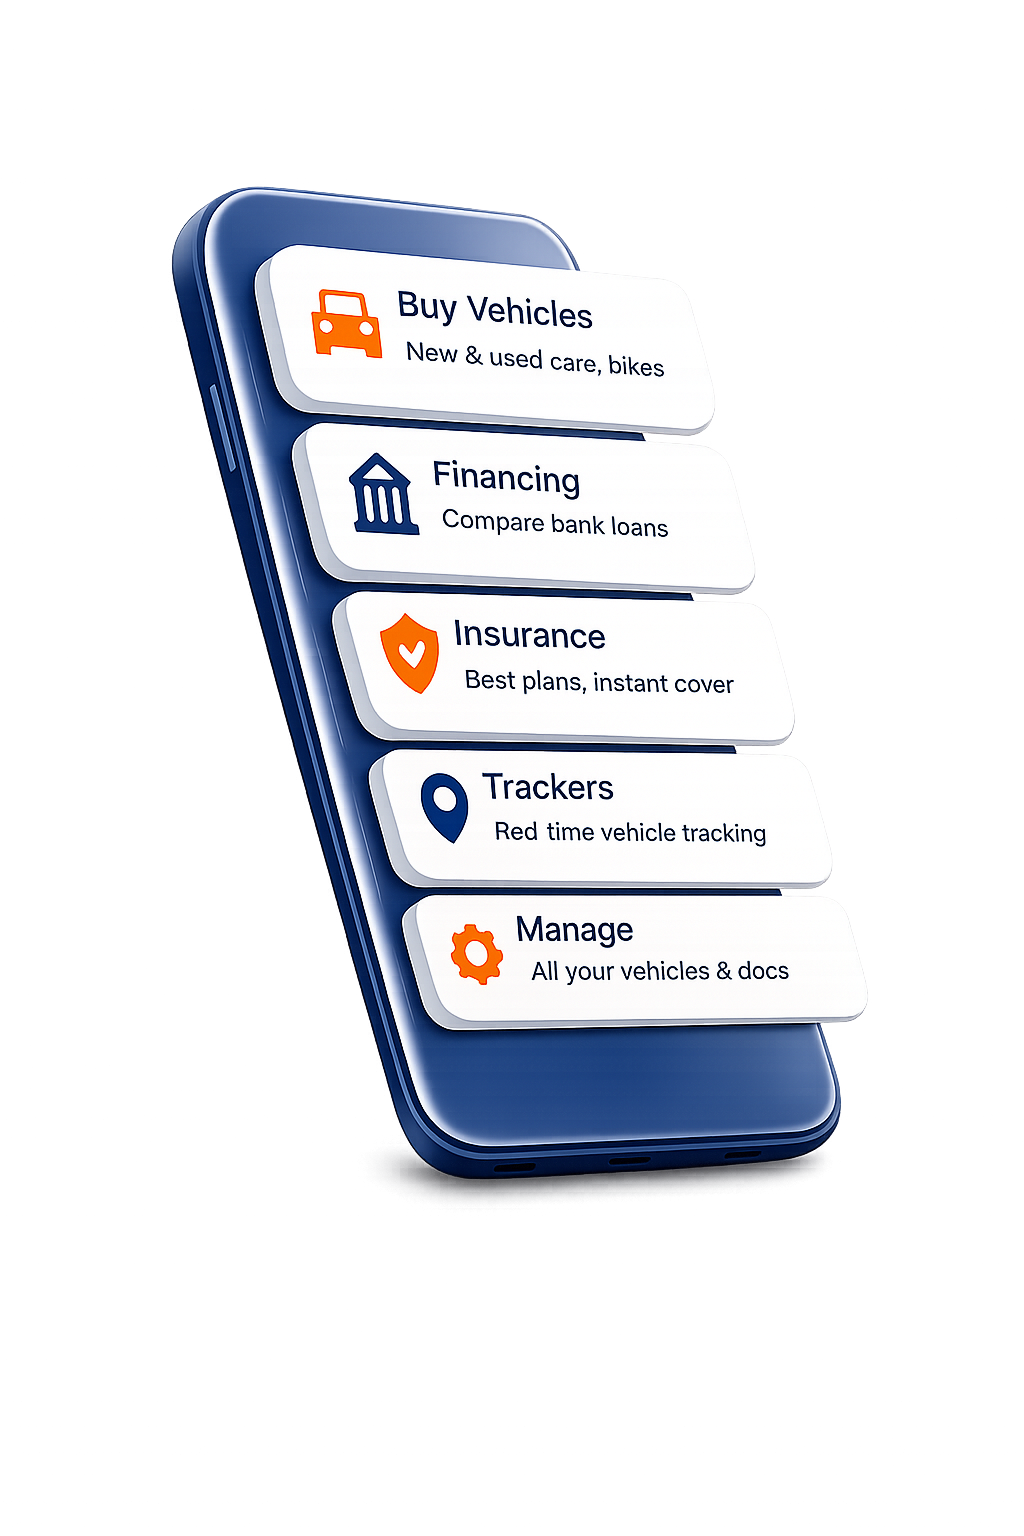 Buy Vehicles
New & used care, bikes
Financing
Compare bank loans
Insurance
Best plans, instant cover
Trackers
Red time vehicle tracking
Manage
All your vehicles & docs